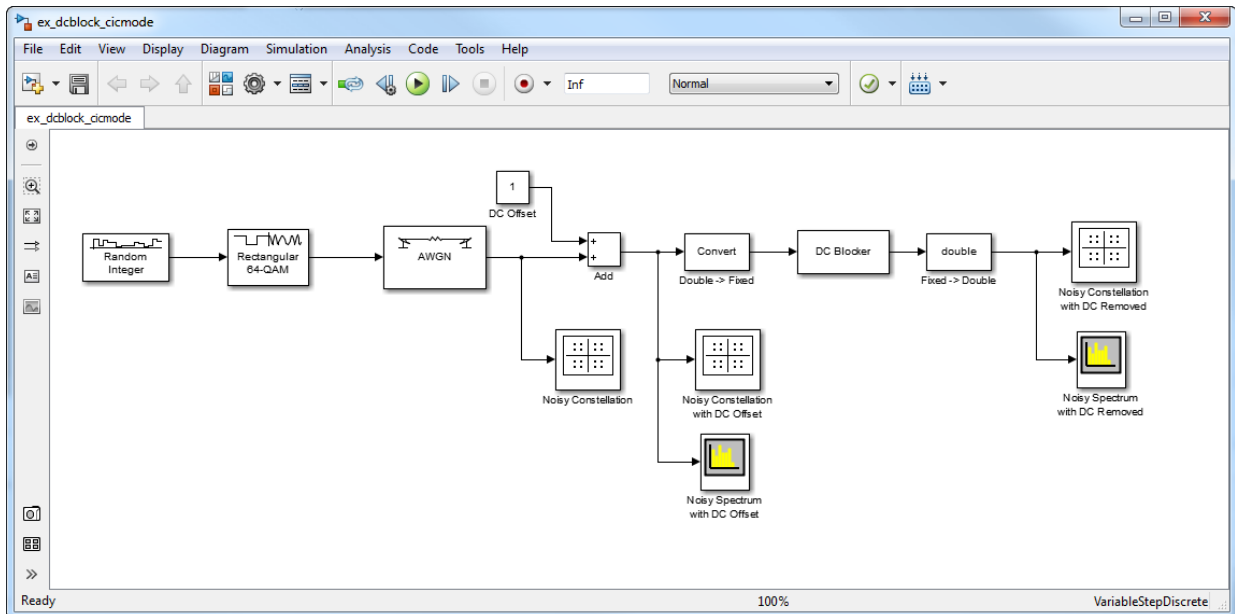 ex_dcblock_cicmode
File Edit View Display Diagram Simulation Analysis Code Tools Help
Inf Normal
ex_dcblock_cicmode
1
DC Offset
Random
Integer
Rectangular
64-QAM
AWGN
+
+
Add
Convert
Double -> Fixed
DC Blocker
double
Fixed -> Double
Noisy Constellation
with DC Removed
Noisy Constellation
Noisy Constellation
with DC Offset
Noisy Spectrum
with DC Removed
Noisy Spectrum
with DC Offset
Ready 100% VariableStepDiscrete